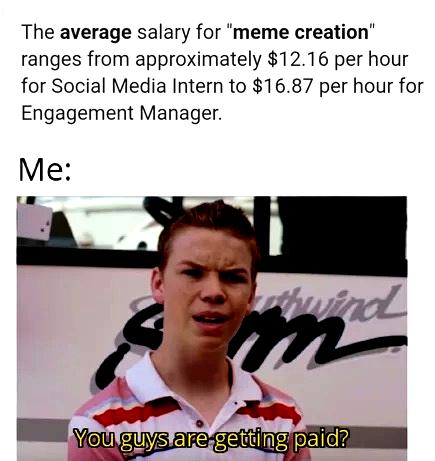 The average salary for "meme creation"
ranges from approximately $12.16 per hour
for Social Media Intern to $16.87 per hour for
Engagement Manager.
Me:
thwind
You guys are getting paid?